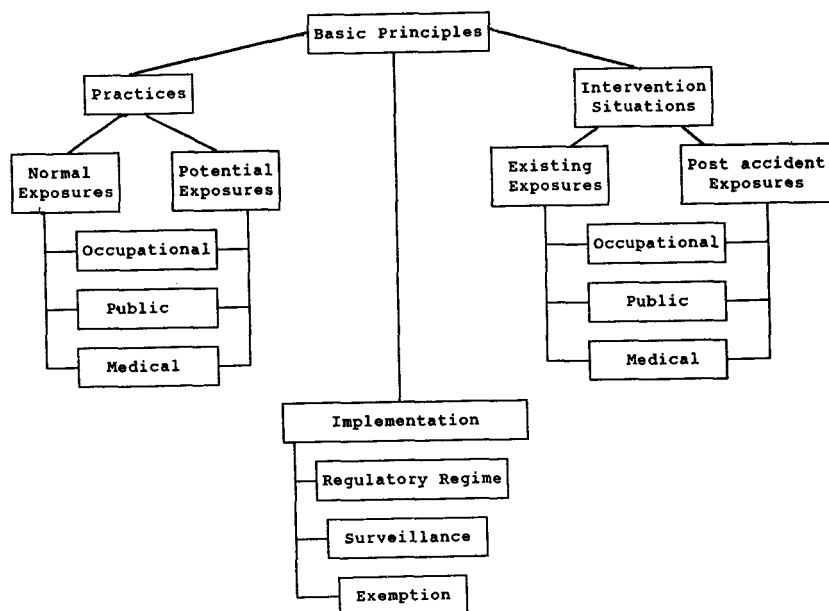 Basic Principles
Practices
Intervention
Situations
Normal
Exposures
Potential
Exposures
Existing
Exposures
Post accident
Exposures
Occupational
Public
Medical
Occupational
Public
Medical
Implementation
Regulatory Regime
Surveillance
Exemption